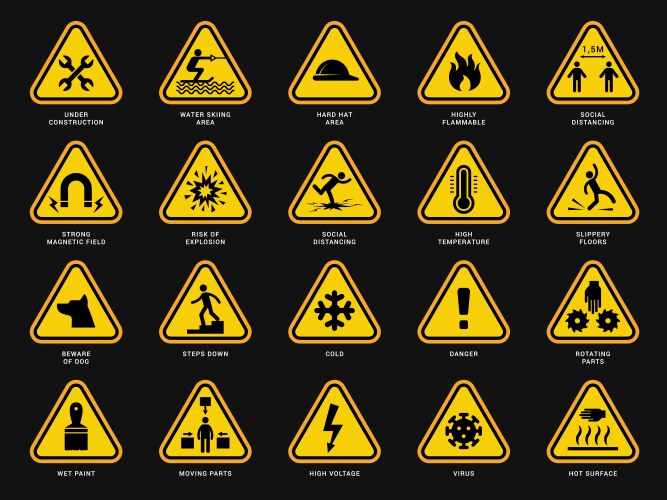 1,5M
UNDER
CONSTRUCTION
WATER SKIING
AREA
HARD HAT
AREA
HIGHLY
FLAMMABLE
SOCIAL
DISTANCING
STRONG
MAGNETIC FIELD
RISK OF
EXPLOSION
SOCIAL
DISTANCING
HIGH
TEMPERATURE
SLIPPERY
FLOORS
BEWARE
OF DOG
STEPS DOWN
COLD
DANGER
ROTATING
PARTS
WET PAINT
MOVING PARTS
HIGH VOLTAGE
VIRUS
HOT SURFACE